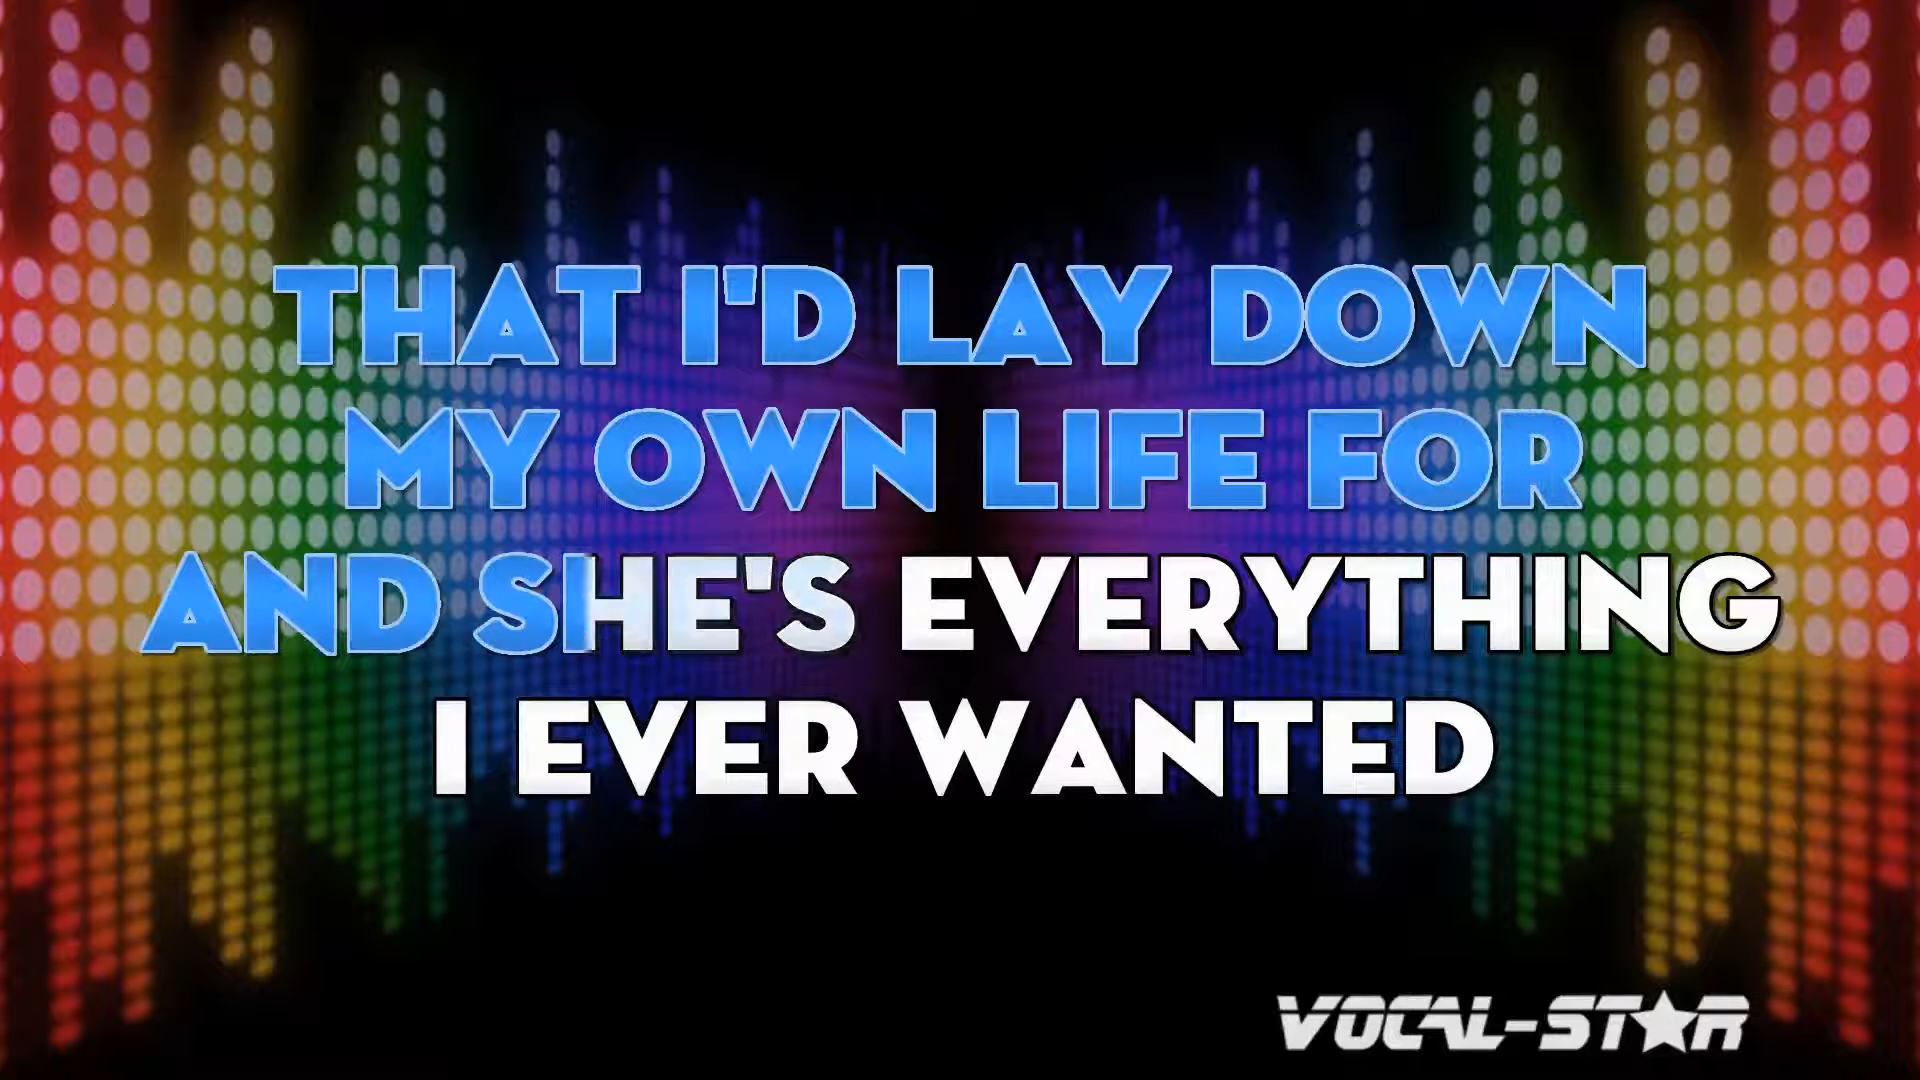 THAT I'D LAY DOWN
MY OWN LIFE FOR
AND SHE'S EVERYTHING
I EVER WANTED
VOCAL-STAR